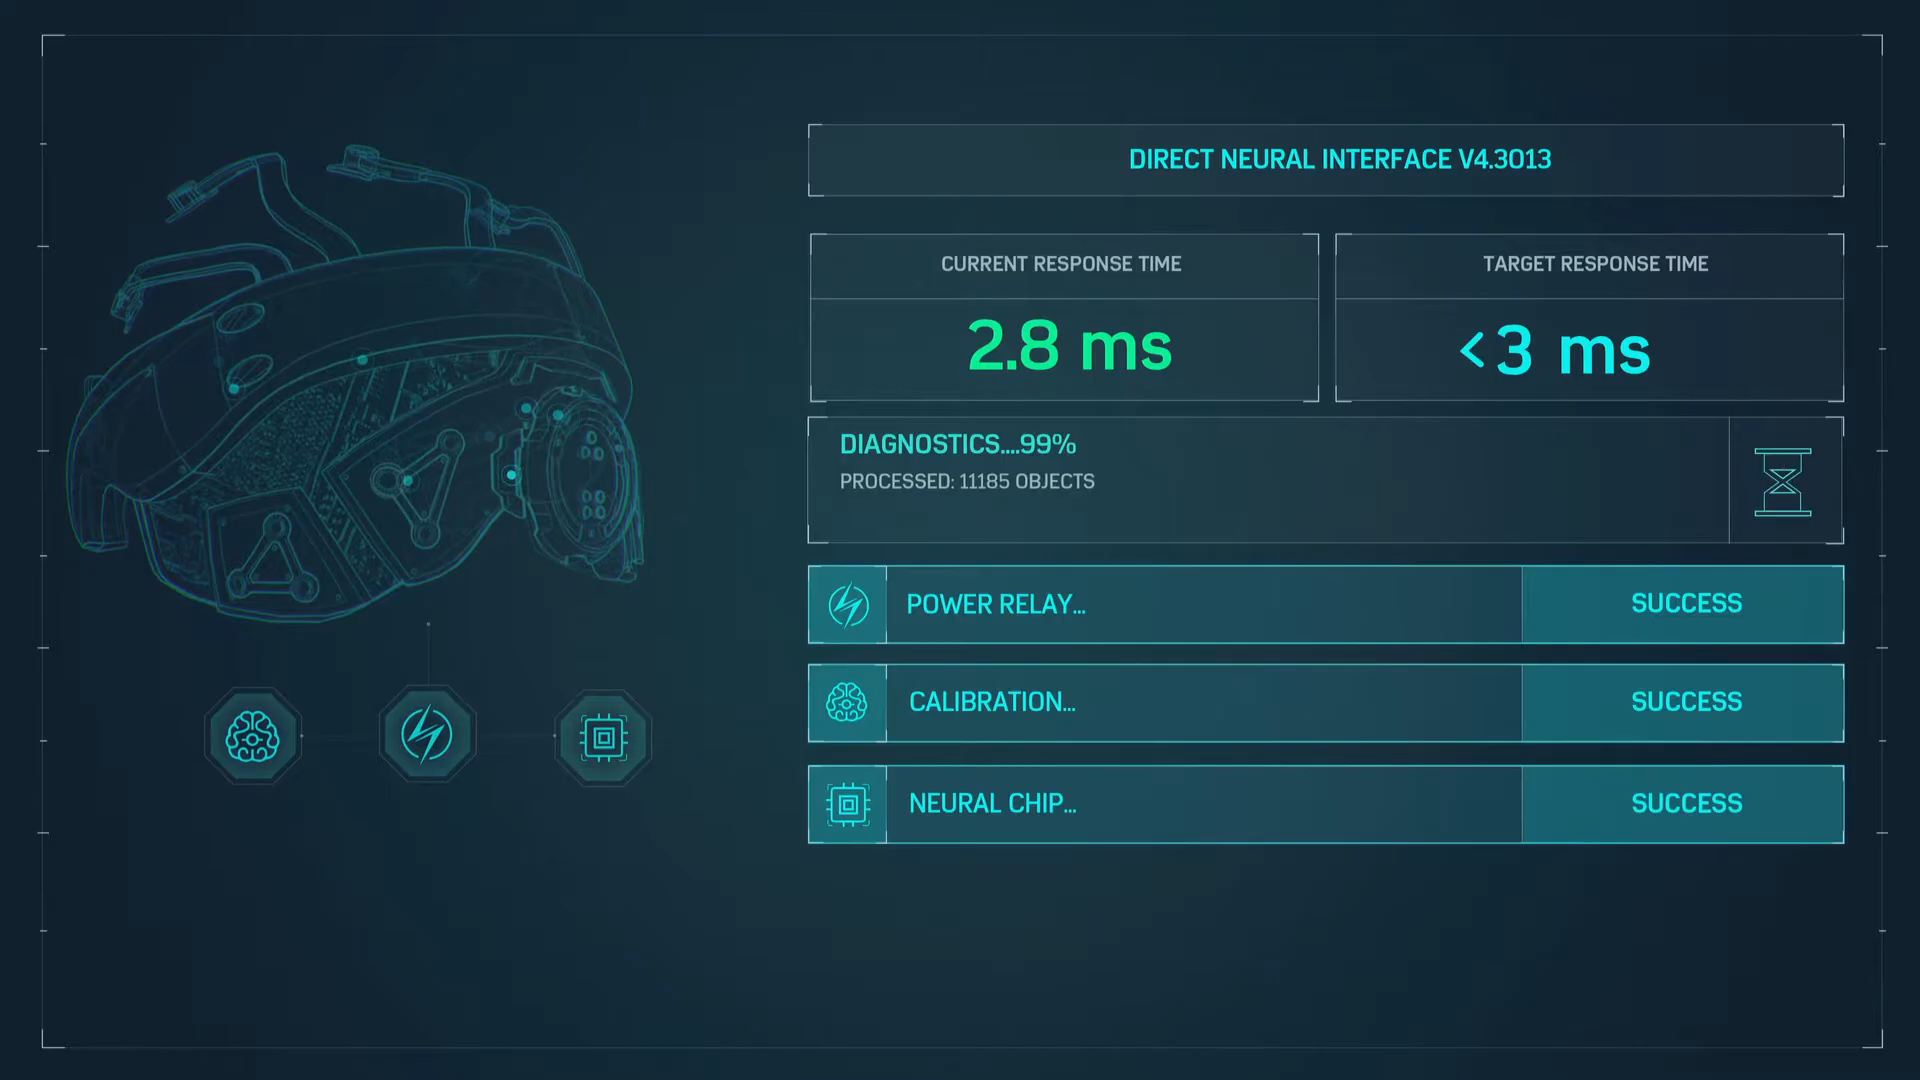 DIRECT NEURAL INTERFACE V4.3013
CURRENT RESPONSE TIME
2.8 ms
TARGET RESPONSE TIME
<3 ms
DIAGNOSTICS....99%
PROCESSED: 11185 OBJECTS
POWER RELAY...
SUCCESS
CALIBRATION...
SUCCESS
NEURAL CHIP...
SUCCESS